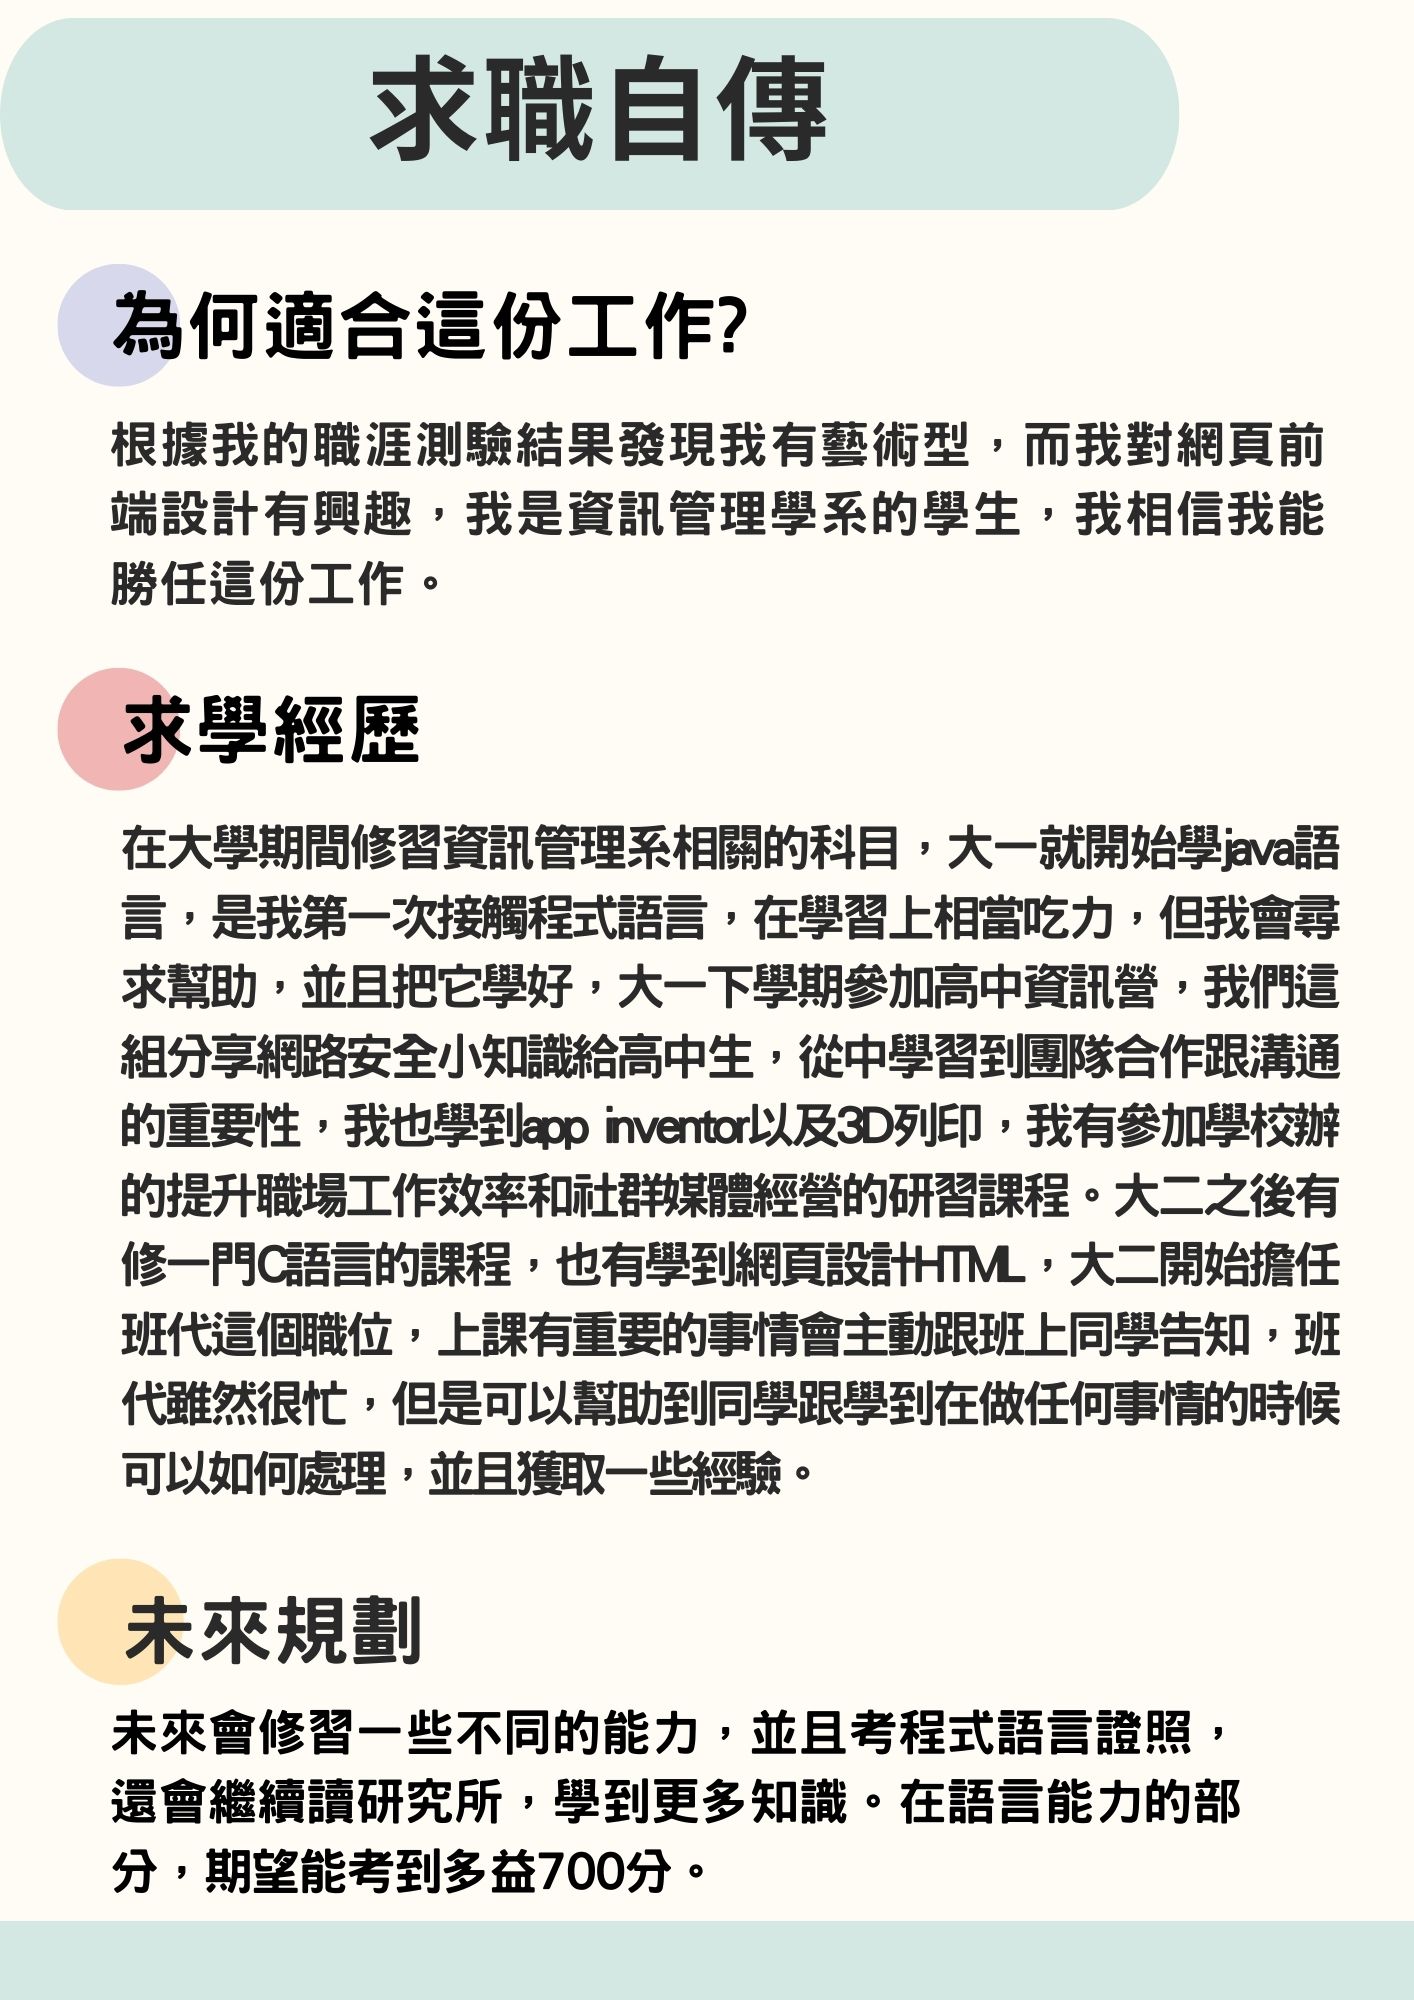 求職自傳
為何適合這份工作?
根據我的職涯測驗結果發現我有藝術型，而我對網頁前
端設計有興趣，我是資訊管理學系的學生，我相信我能
勝任這份工作。
求學經歷
在大學期間修習資訊管理系相關的科目，大一就開始學java語
言，是我第一次接觸程式語言，在學習上相當吃力，但我會尋
求幫助，並且把它學好，大一下學期參加高中資訊營，我們這
組分享網路安全小知識給高中生，從中學習到團隊合作跟溝通
的重要性，我也學到app inventor以及3D列印，我有參加學校辦
的提升職場工作效率和社群媒體經營的研習課程。大二之後有
修一門C語言的課程，也有學到網頁設計HTML，大二開始擔任
班代這個職位，上課有重要的事情會主動跟班上同學告知，班
代雖然很忙，但是可以幫助到同學跟學到在做任何事情的時候
可以如何處理，並且獲取一些經驗。
未來規劃
未來會修習一些不同的能力，並且考程式語言證照，
還會繼續讀研究所，學到更多知識。在語言能力的部
分，期望能考到多益700分。